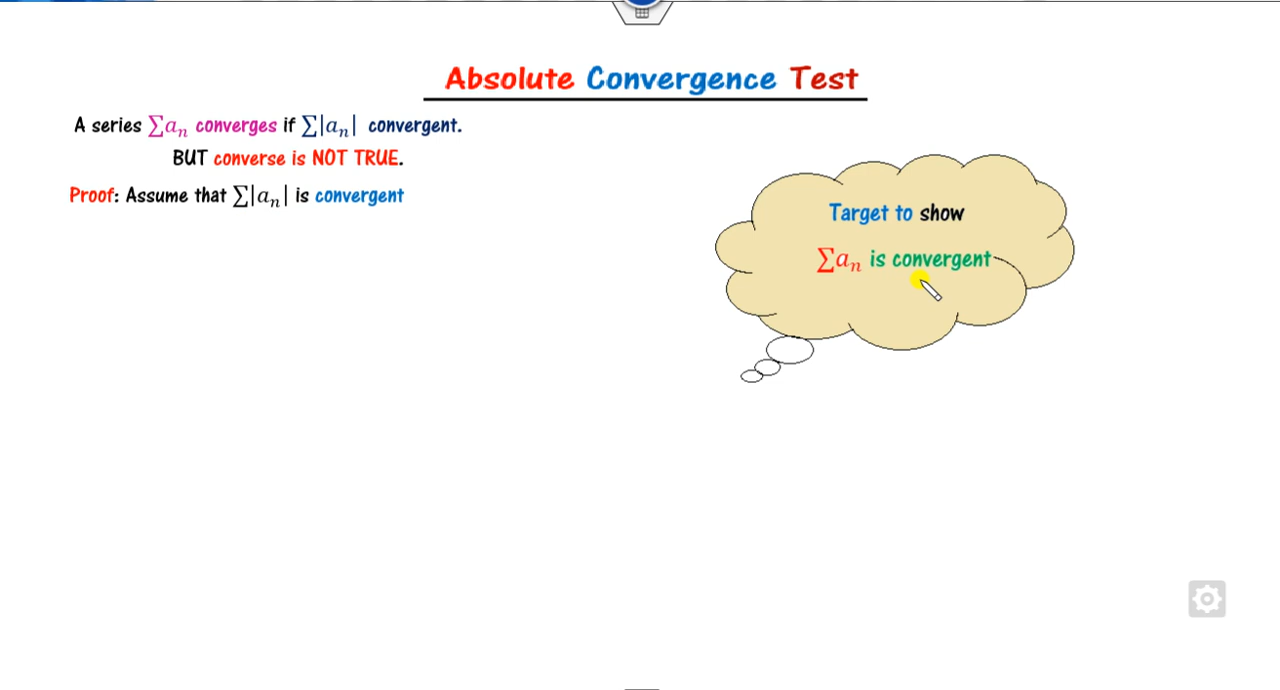 Absolute Convergence Test
A series ∑aₙ converges if ∑|aₙ| convergent.
BUT converse is NOT TRUE.
Proof: Assume that ∑|aₙ| is convergent
Target to show
∑aₙ is convergent